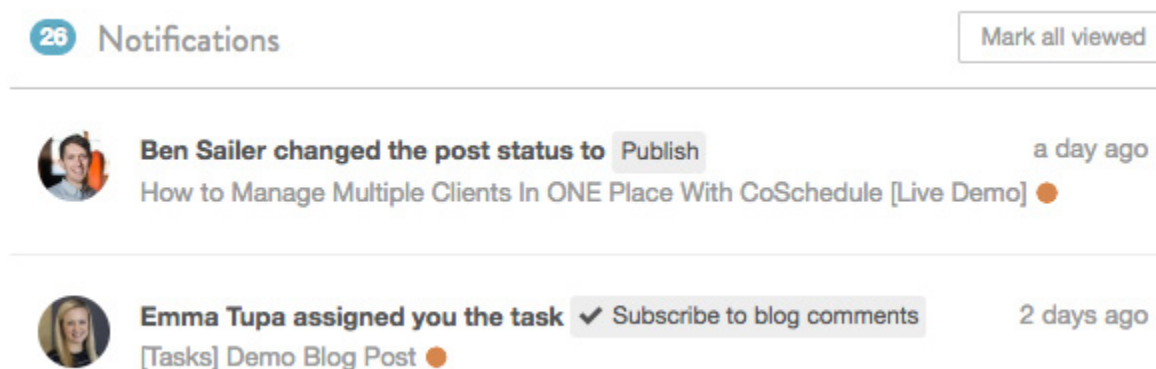 26 Notifications Mark all viewed
Ben Sailer changed the post status to Publish a day ago
How to Manage Multiple Clients In ONE Place With CoSchedule [Live Demo]
Emma Tupa assigned you the task ✔ Subscribe to blog comments 2 days ago
[Tasks] Demo Blog Post